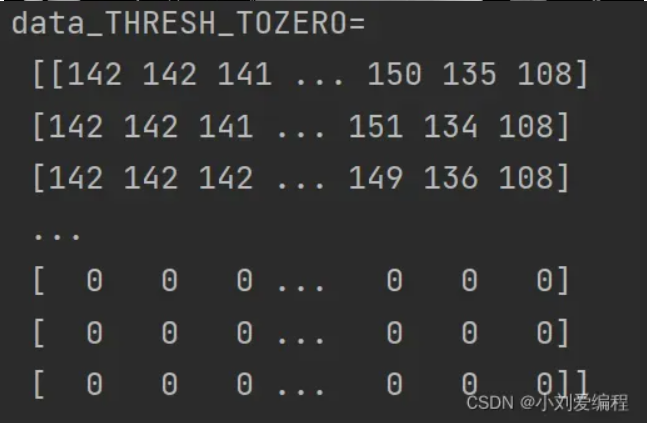 data_THRESH_TOZERO=
[[142 142 141 ... 150 135 108]
[142 142 141 ... 151 134 108]
[142 142 142 ... 149 136 108]
...
[  0   0   0 ...   0   0   0]
[  0   0   0 ...   0   0   0]
[  0   0   0 ...   0   0   0]]
CSDN @小刘爱编程